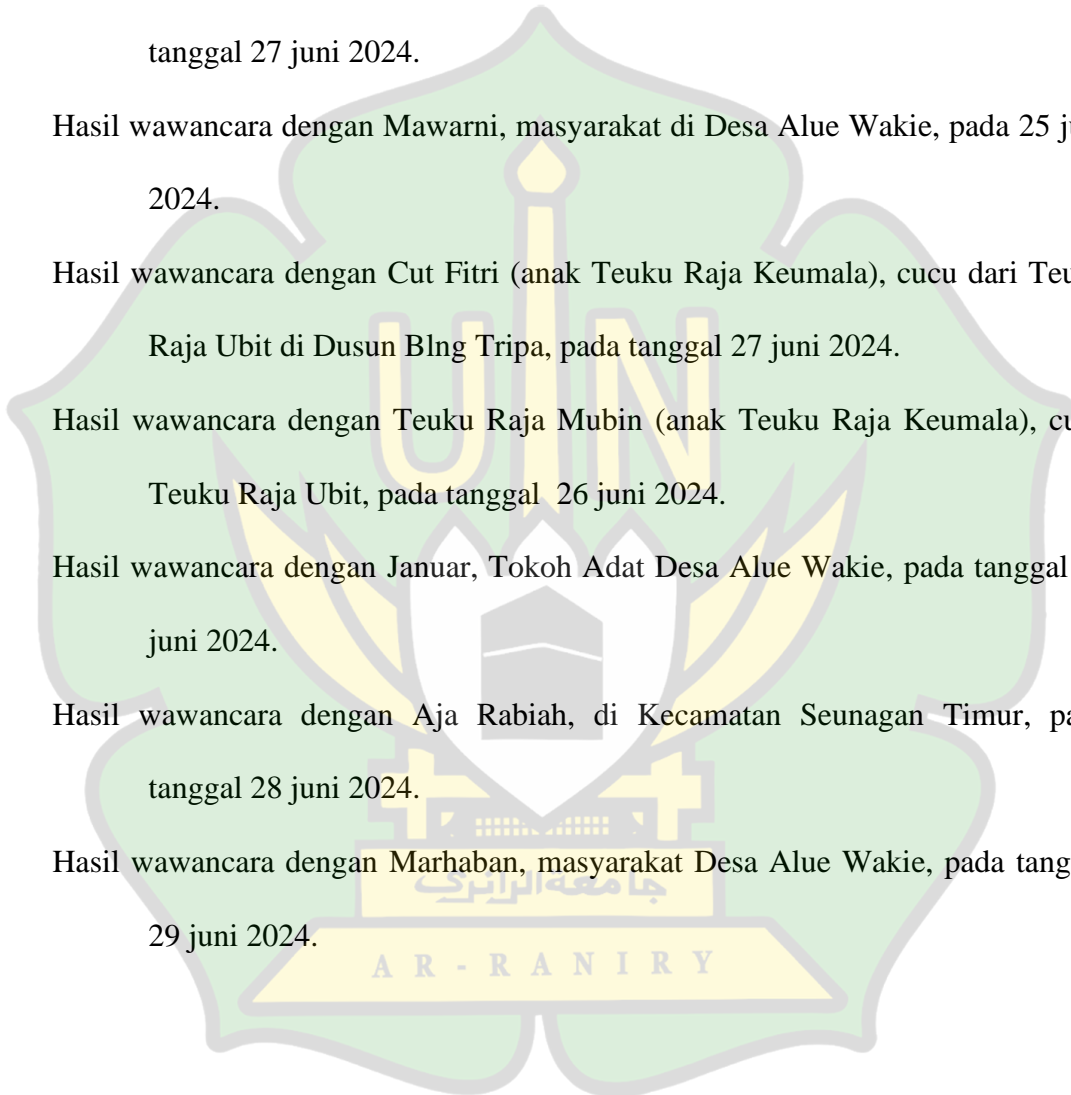 tanggal 27 juni 2024.
Hasil wawancara dengan Mawarni, masyarakat di Desa Alue Wakie, pada 25
2024.
Hasil wawancara dengan Cut Fitri (anak Teuku Raja Keumala), cucu dari
Raja Ubit di Dusun Blng Tripa, pada tanggal 27 juni 2024.
Hasil wawancara dengan Teuku Raja Mubin (anak Teuku Raja Keumala),
Teuku Raja Ubit, pada tanggal 26 juni 2024.
Hasil wawancara dengan Januar, Tokoh Adat Desa Alue Wakie, pada tanggal
juni 2024.
Hasil wawancara dengan Aja Rabiah, di Kecamatan Seunagan Timur,
tanggal 28 juni 2024.
Hasil wawancara dengan Marhaban, masyarakat Desa Alue Wakie, pada
29 juni 2024.
UIN
جامعة الرانري
AR-RANIRY